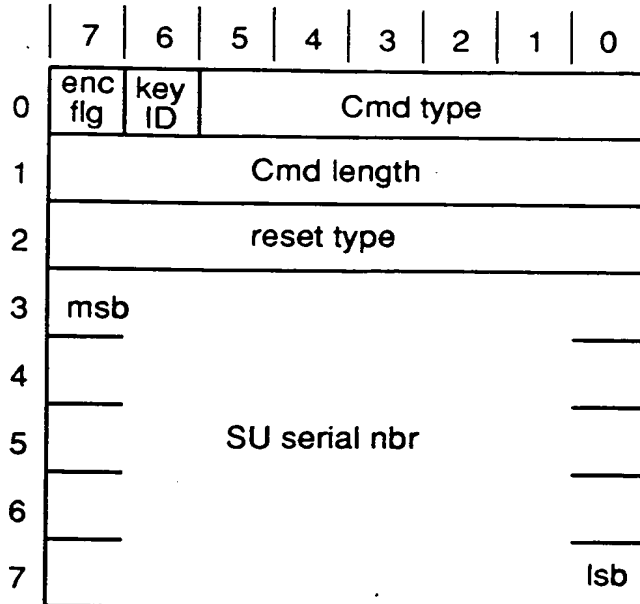 7 | 6 | 5 | 4 | 3 | 2 | 1 | 0
0 enc flg key ID Cmd type
1 Cmd length
2 reset type
3 msb
4
5 SU serial nbr
6
7 lsb